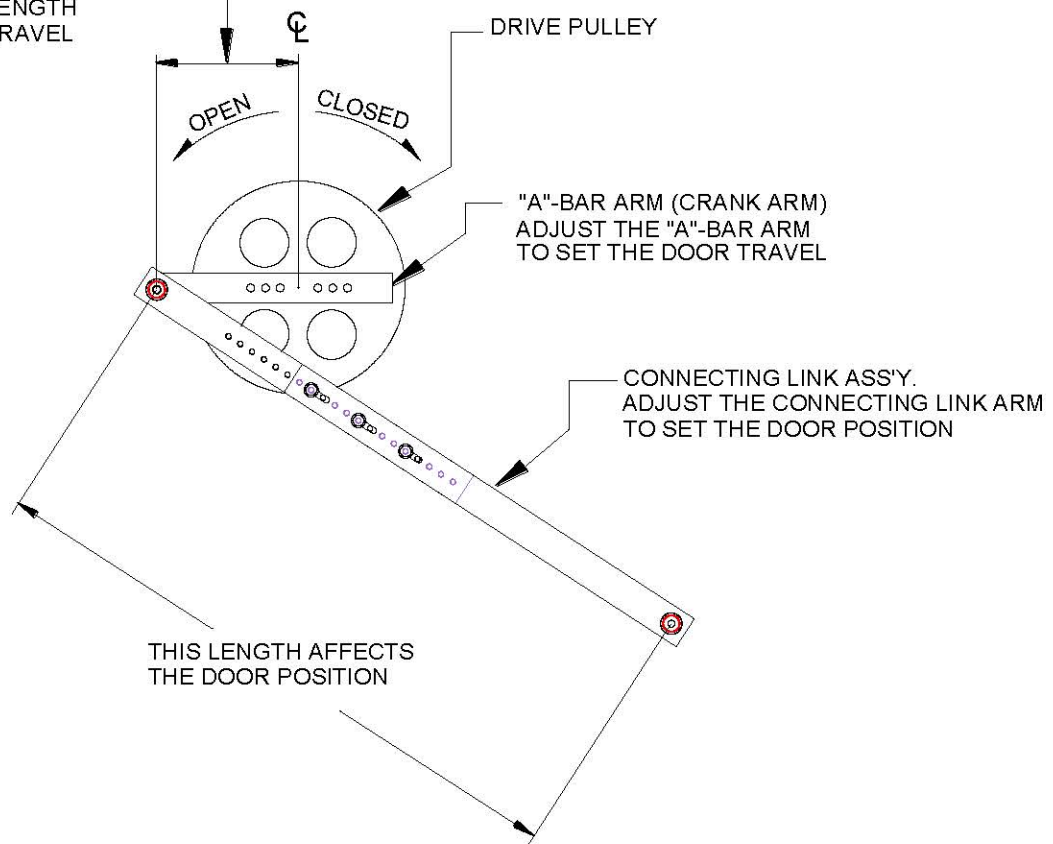 ENGTH
RAVEL
℄
DRIVE PULLEY
OPEN
CLOSED
"A"-BAR ARM (CRANK ARM)
ADJUST THE "A"-BAR ARM
TO SET THE DOOR TRAVEL
CONNECTING LINK ASS'Y.
ADJUST THE CONNECTING LINK ARM
TO SET THE DOOR POSITION
THIS LENGTH AFFECTS
THE DOOR POSITION